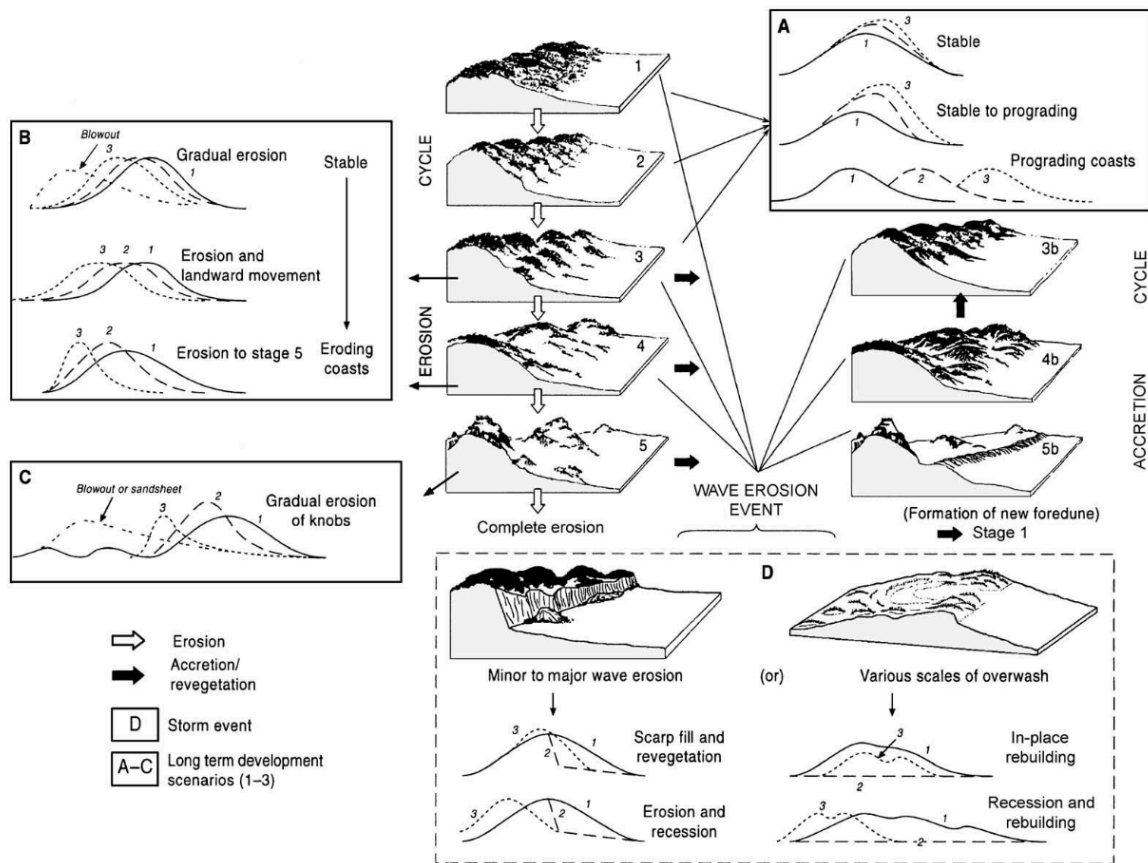 A
3
1
Stable
3
1
Stable to prograding
Prograding coasts
1
2
3
B
Blowout
3
Gradual erosion
1
Stable
3
2
1
Erosion
and landward movement
2
3
1
Erosion to stage 5
Eroding
coasts
C
Blowout or sandsheet
2
3
1
Gradual erosion
of knobs
CYCLE
EROSION
1
2
3
4
5
Complete erosion
3b
4b
5b
CYCLE
ACCRETION
(Formation of new foredune)
Stage 1
WAVE EROSION
EVENT
Erosion
Accretion/
revegetation
D
Storm event
A–C
Long term development
scenarios (1–3)
D
Minor to major wave erosion
(or)
Various scales of overwash
3
2
1
Scarp fill and
revegetation
3
2
1
Erosion and
recession
3
1
2
In-place
rebuilding
3
1
2
Recession and
rebuilding